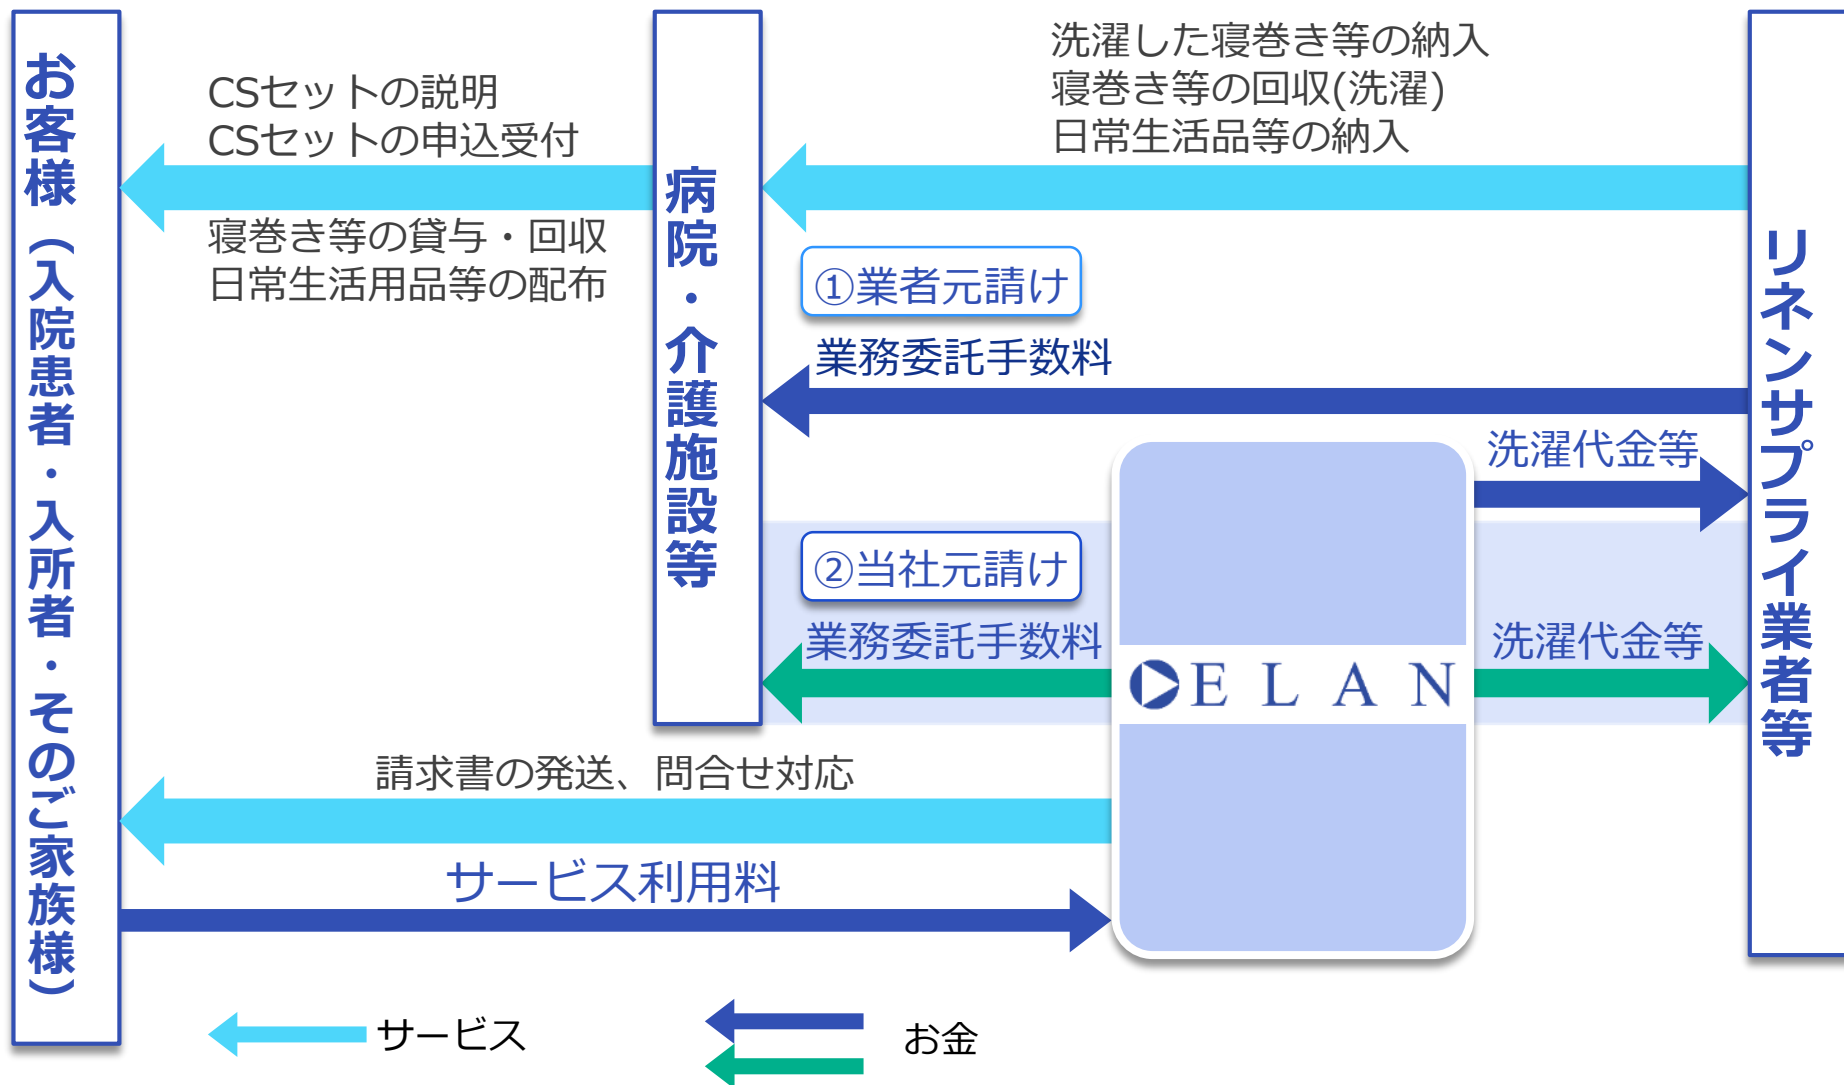 お客様（入院患者・入所者・そのご家族様）
CSセットの説明
CSセットの申込受付
寝巻き等の貸与・回収
日常生活用品等の配布
病院・介護施設等
洗濯した寝巻き等の納入
寝巻き等の回収(洗濯)
日常生活品等の納入
①業者元請け
業務委託手数料
洗濯代金等
②当社元請け
業務委託手数料
洗濯代金等
ELAN
リネンサプライ業者等
請求書の発送、問合せ対応
サービス利用料
サービス
お金